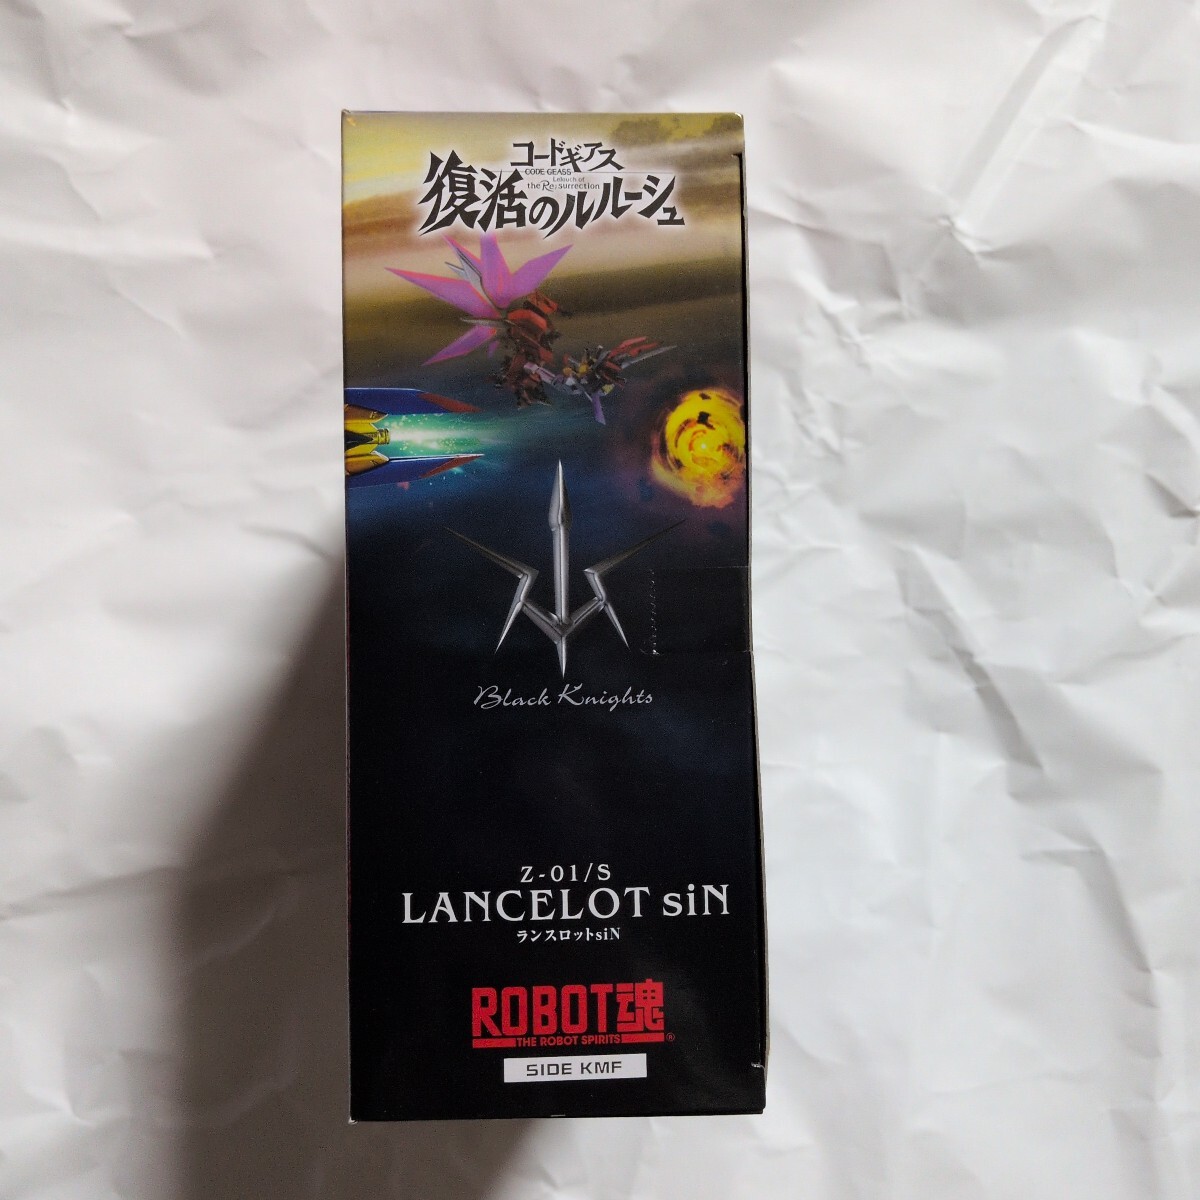 コードギアス
CODE GEASS
Lelouch of
the Re;surrection
復活のルルーシュ
Black Knights
Z-01/S
LANCELOT siN
ランスロットsiN
ROBOT魂
THE ROBOT SPIRITS
®
SIDE KMF